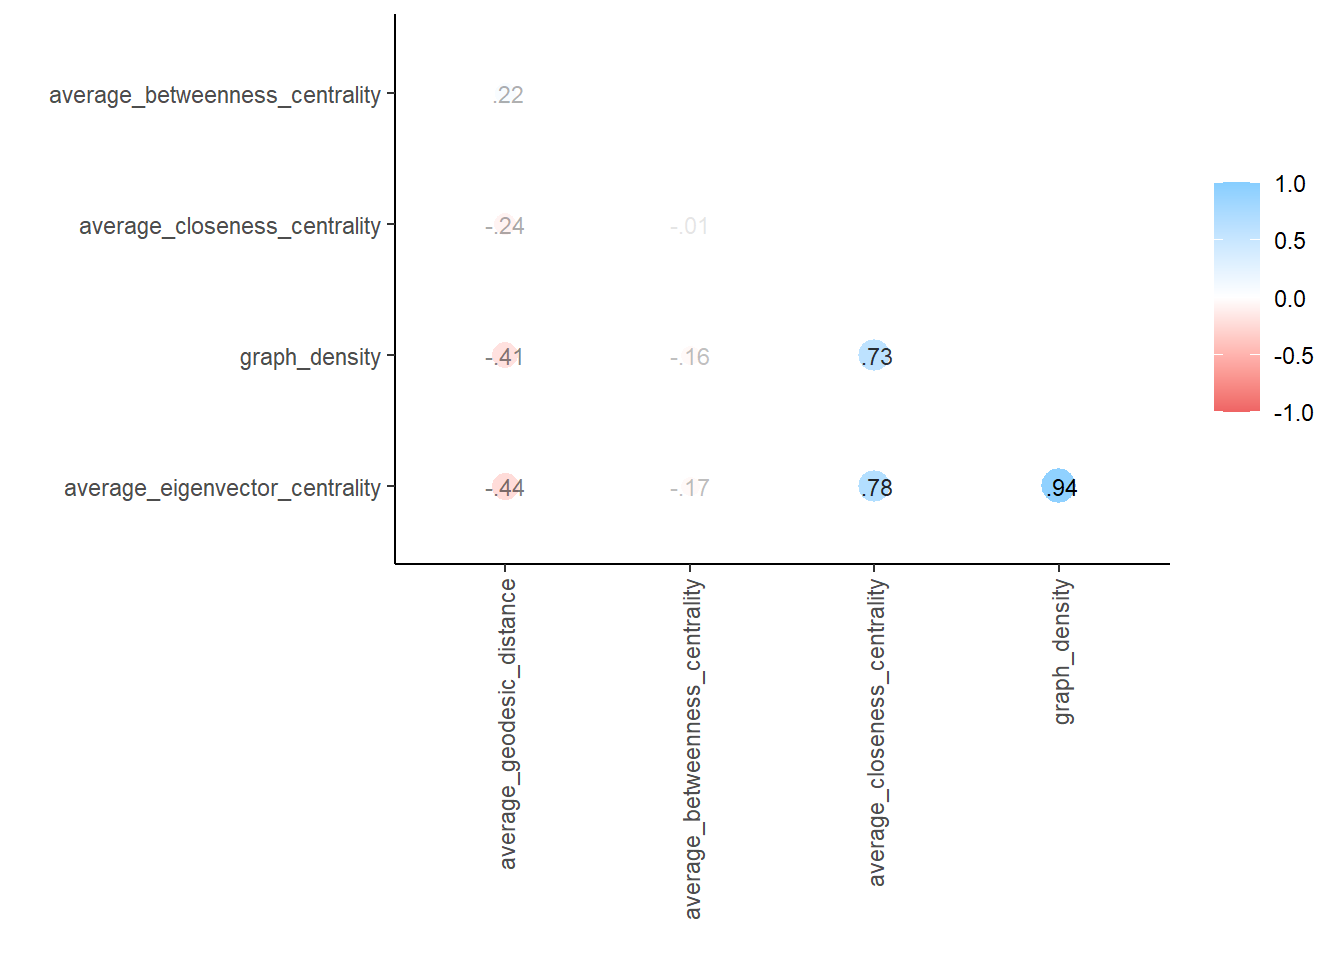 average_betweenness_centrality .22
average_closeness_centrality -.24 -.01
graph_density -.41 -.16 .73
average_eigenvector_centrality -.44 -.17 .78 .94
average_geodesic_distance
average_betweenness_centrality
average_closeness_centrality
graph_density
1.0
0.5
0.0
-0.5
-1.0